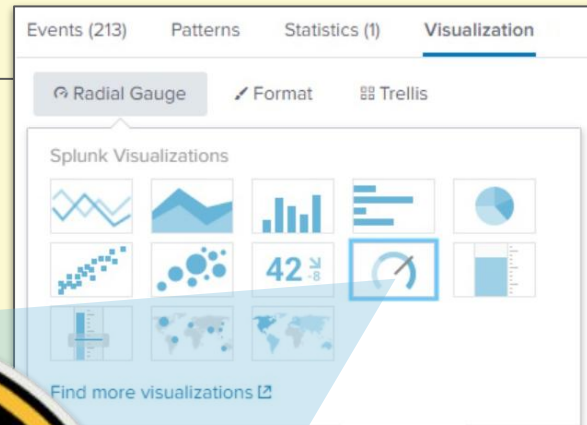 Events (213) Patterns Statistics (1) Visualization
Radial Gauge Format Trellis
Splunk Visualizations
42 -8
Find more visualizations